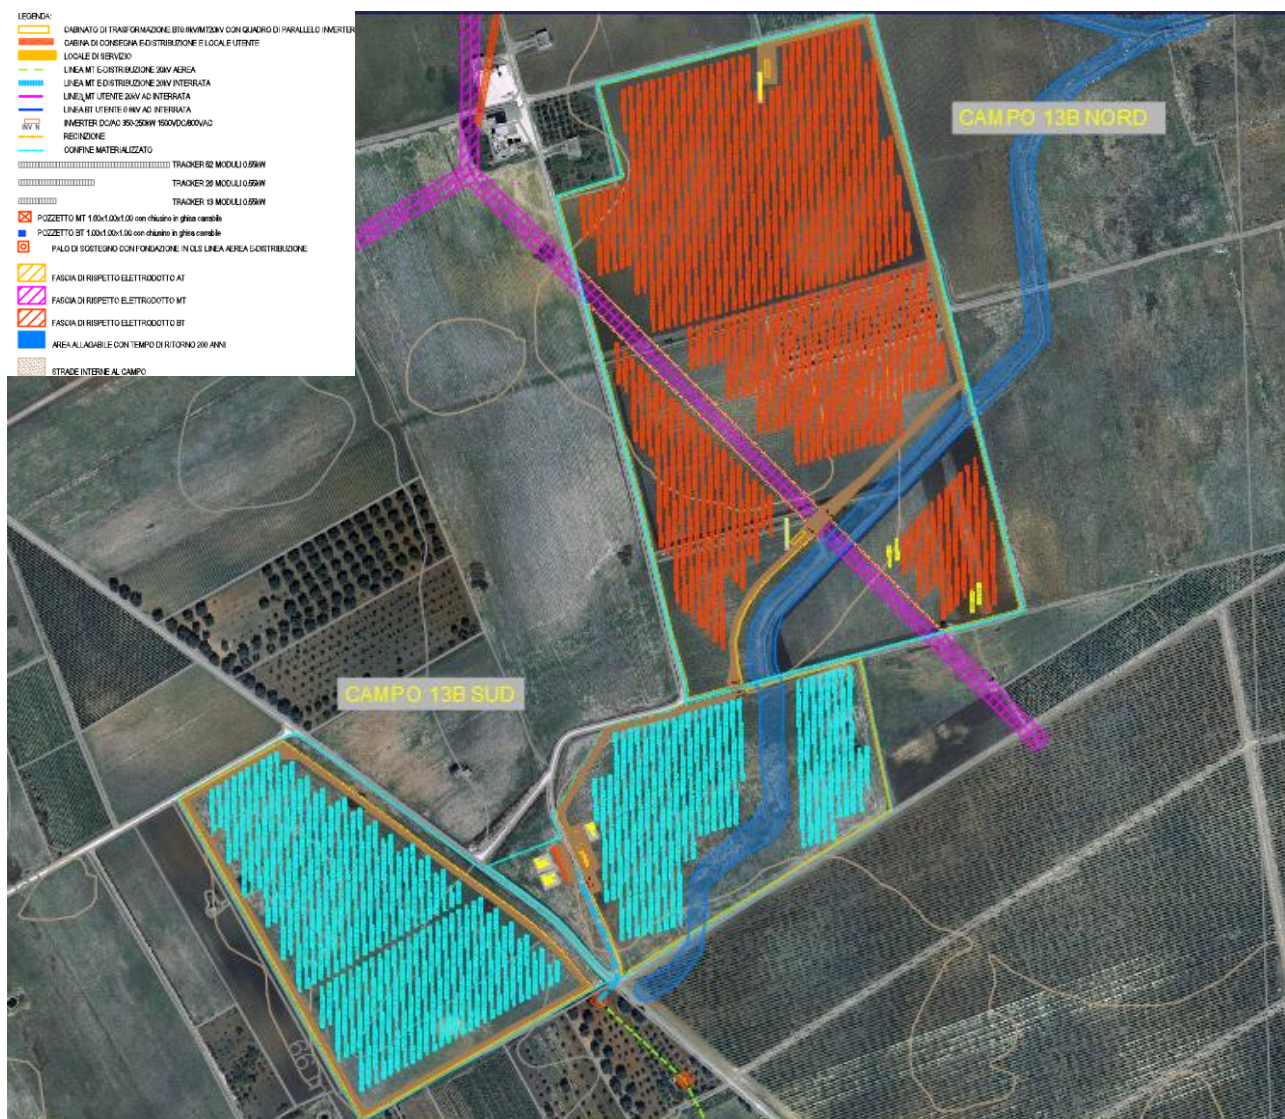 LEGENDA:
CABINATO DI TRASFORMAZIONE BT0.8kV/MT20kV CON QUADRO DI PARALLELO INVERTER
CABINA DI CONSEGNA E-DISTRIBUZIONE E LOCALE UTENTE
LOCALE DI SERVIZIO
LINEA MT E-DISTRIBUZIONE 20kV AEREA
LINEA MT E-DISTRIBUZIONE 20kV INTERRATA
LINEA MT UTENTE 20kV AC INTERRATA
LINEA BT UTENTE 0.8kV AC INTERRATA
INV N
INVERTER DC/AC 350-250kW 1500VDC/800VAC
RECINZIONE
CONFINE MATERIALIZZATO
TRACKER 52 MODULI 0.55kW
TRACKER 26 MODULI 0.55kW
TRACKER 13 MODULI 0.55kW
POZZETTO MT 1.60x1.00x1.00 con chiusino in ghisa carrabile
POZZETTO BT 1.00x1.00x1.00 con chiusino in ghisa carrabile
PALO DI SOSTEGNO CON FONDAZIONE IN CLS LINEA AEREA E-DISTRIBUZIONE
FASCIA DI RISPETTO ELETTRODOTTO AT
FASCIA DI RISPETTO ELETTRODOTTO MT
FASCIA DI RISPETTO ELETTRODOTTO BT
AREA ALLAGABILE CON TEMPO DI RITORNO 200 ANNI
STRADE INTERNE AL CAMPO
CAMPO 13B NORD
CAMPO 13B SUD